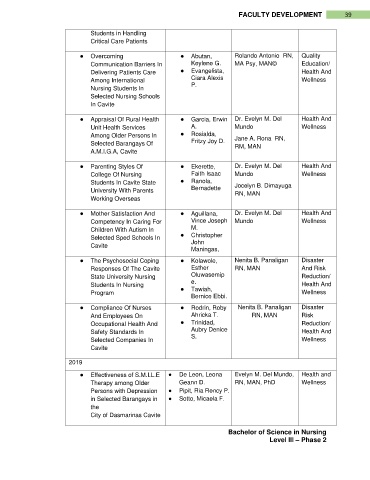 FACULTY DEVELOPMENT 39
Students in Handling
Critical Care Patients
● Overcoming
Communication Barriers In
Delivering Patients Care
Among International
Nursing Students In
Selected Nursing Schools
In Cavite
● Abutan,
Keylene G.
● Evangelista,
Ciara Alexis
P.
Rolando Antonio RN,
MA Psy, MAN©
Quality
Education/
Health And
Wellness
● Appraisal Of Rural Health
Unit Health Services
Among Older Persons In
Selected Barangays Of
A.M.I.G.A, Cavite
● Garcia, Erwin
A.
● Rosialda,
Fritzy Joy D.
Dr. Evelyn M. Del
Mundo
Jane A. Rona RN,
RM, MAN
Health And
Wellness
● Parenting Styles Of
College Of Nursing
Students In Cavite State
University With Parents
Working Overseas
● Ekerette,
Faith Isaac
● Ranola,
Bernadette
Dr. Evelyn M. Del
Mundo
Jocelyn B. Dimayuga
RN, MAN
Health And
Wellness
● Mother Satisfaction And
Competency In Caring For
Children With Autism In
Selected Sped Schools In
Cavite
● Aguillana,
Vince Joseph
M.
● Christopher
John
Maningas.
Dr. Evelyn M. Del
Mundo
Health And
Wellness
● The Psychosocial Coping
Responses Of The Cavite
State University Nursing
Students In Nursing
Program
● Kolawole,
Esther
Oluwasemip
e.
● Tawiah,
Bernice Ebbi.
Nenita B. Panaligan
RN, MAN
Disaster
And Risk
Reduction/
Health And
Wellness
● Compliance Of Nurses
And Employees On
Occupational Health And
Safety Standards In
Selected Companies In
Cavite
● Rodrin, Roby
Ahricka T.
● Trinidad,
Aubry Denice
S.
Nenita B. Panaligan
RN, MAN
Disaster
Risk
Reduction/
Health And
Wellness
2019
● Effectiveness of S.M.I.L.E
Therapy among Older
Persons with Depression
in Selected Barangays in
the
City of Dasmarinas Cavite
● De Leon, Leona
Geann D.
● Pipit, Ria Rency P.
● Sotto, Micaela F.
Evelyn M. Del Mundo,
RN, MAN, PhD
Health and
Wellness
Bachelor of Science in Nursing
Level III – Phase 2